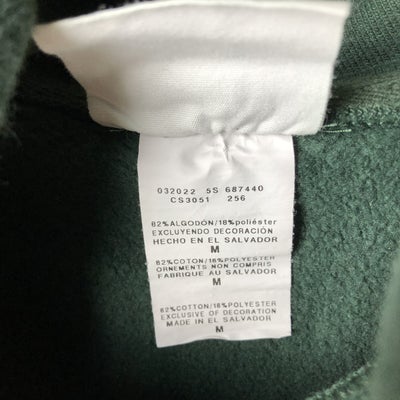 032022 5S 687440
CS3051 256
82%ALGODÓN/18%poliéster
EXCLUYENDO DECORACIÓN
HECHO EN EL SALVADOR
M
82%COTON/18%POLYESTER
ORNEMENTS NON COMPRIS
FABRIQUE AU SALVADOR
M
82%COTTON/18%POLYESTER
EXCLUSIVE OF DECORATION
MADE IN EL SALVADOR
M